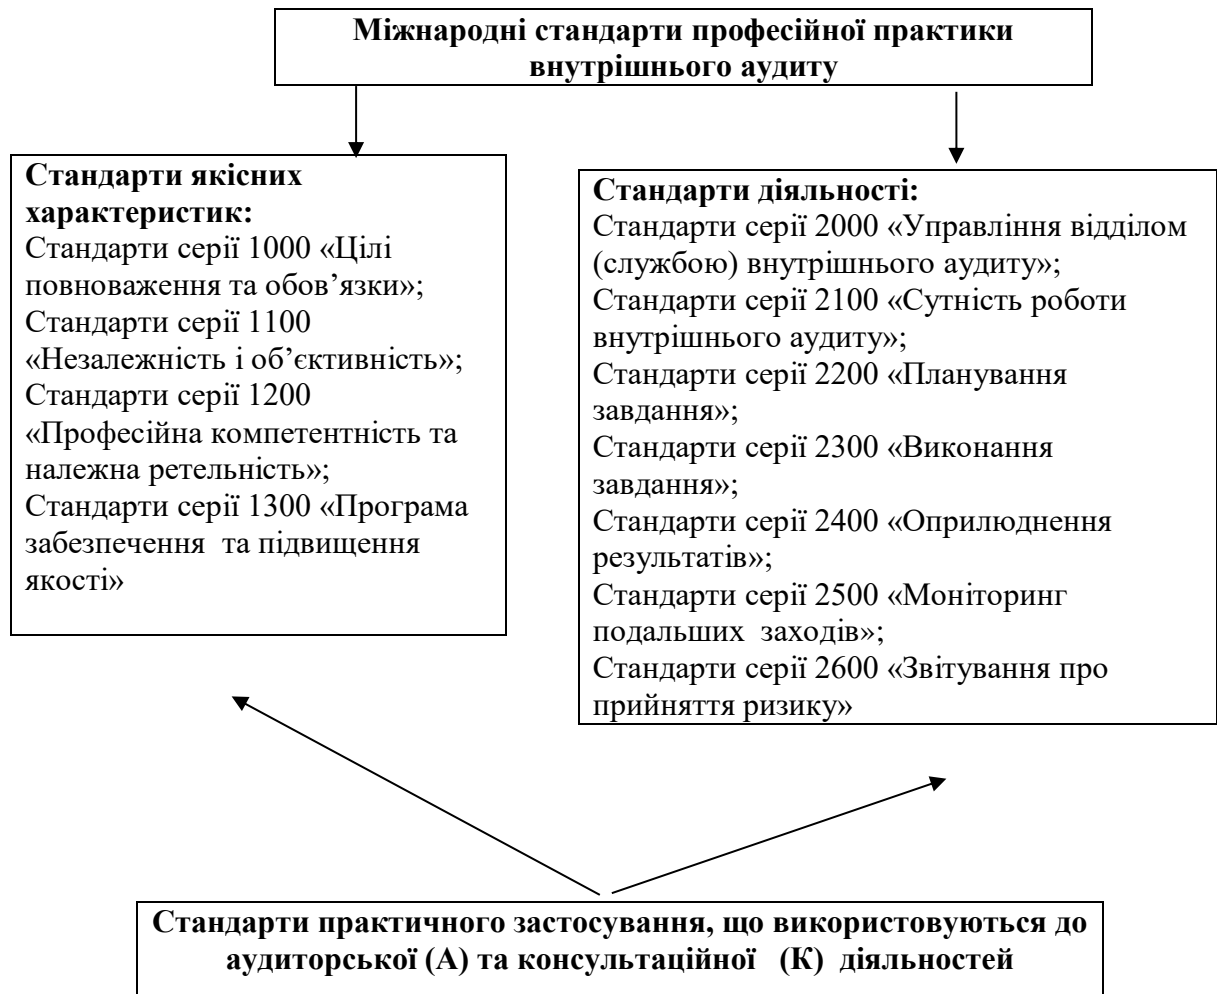 Міжнародні стандарти професійної практики
внутрішнього аудиту
Стандарти якісних
характеристик:
Стандарти серії 1000 «Цілі
повноваження та обов’язки»;
Стандарти серії 1100
«Незалежність і об’єктивність»;
Стандарти серії 1200
«Професійна компетентність та
належна ретельність»;
Стандарти серії 1300 «Програма
забезпечення та підвищення
якості»
Стандарти діяльності:
Стандарти серії 2000 «Управління відділом
(службою) внутрішнього аудиту»;
Стандарти серії 2100 «Сутність роботи
внутрішнього аудиту»;
Стандарти серії 2200 «Планування
завдання»;
Стандарти серії 2300 «Виконання
завдання»;
Стандарти серії 2400 «Оприлюднення
результатів»;
Стандарти серії 2500 «Моніторинг
подальших заходів»;
Стандарти серії 2600 «Звітування про
прийняття ризику»
Стандарти практичного застосування, що використовуються до
аудиторської (А) та консультаційної (К) діяльностей